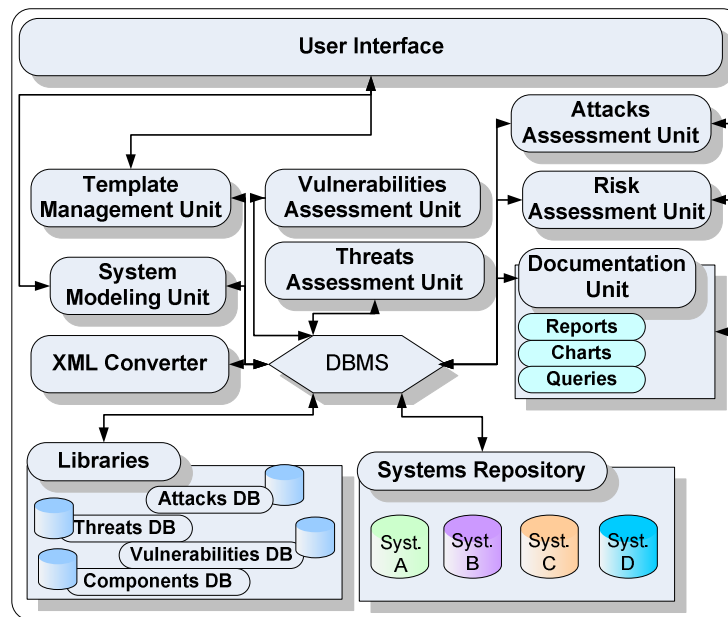 User Interface
Attacks
Assessment Unit
Template
Management Unit
Vulnerabilities
Assessment Unit
Risk
Assessment Unit
System
Modeling Unit
Threats
Assessment Unit
Documentation
Unit
Reports
Charts
Queries
XML Converter
DBMS
Libraries
Attacks DB
Threats DB
Vulnerabilities DB
Components DB
Systems Repository
Syst.
A
Syst.
B
Syst.
C
Syst.
D